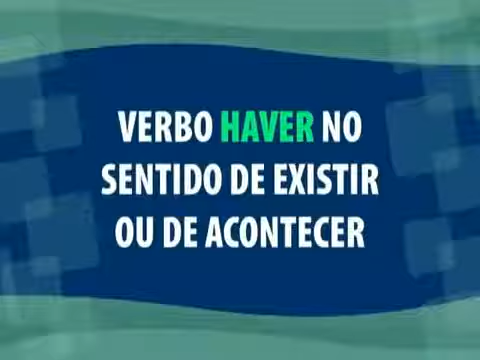 VERBO HAVER NO
SENTIDO DE EXISTIR
OU DE ACONTECER